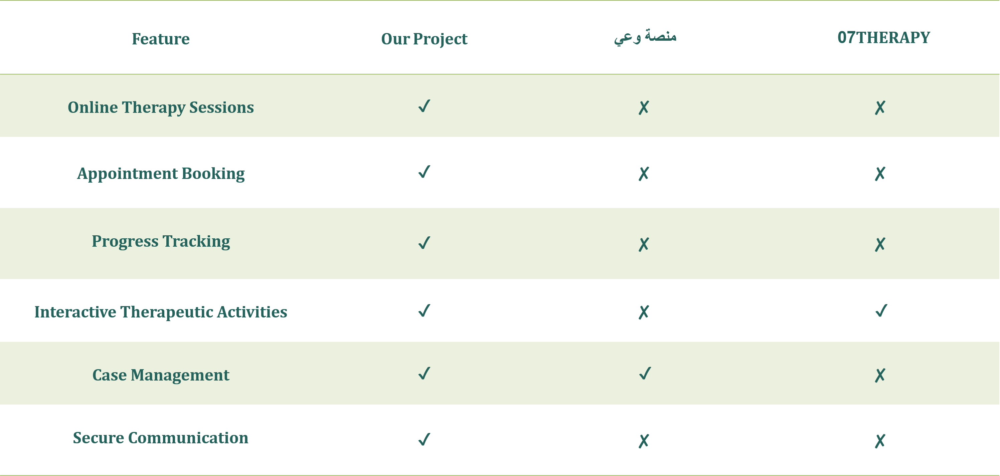 Feature Our Project منصة وعي 07THERAPY
Online Therapy Sessions ✓ ✗ ✗
Appointment Booking ✓ ✗ ✗
Progress Tracking ✓ ✗ ✗
Interactive Therapeutic Activities ✓ ✗ ✓
Case Management ✓ ✓ ✗
Secure Communication ✓ ✗ ✗